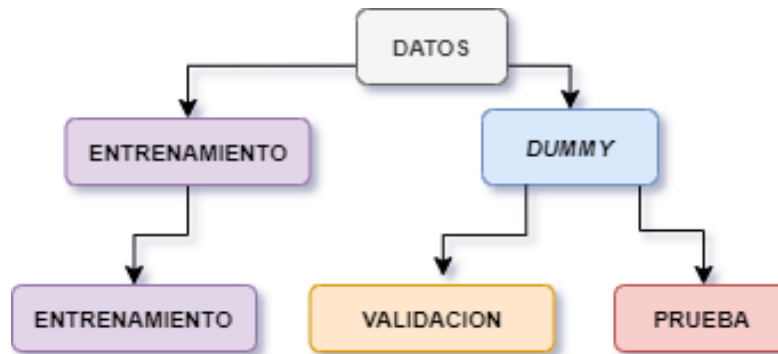 DATOS
ENTRENAMIENTO
DUMMY
ENTRENAMIENTO
VALIDACION
PRUEBA